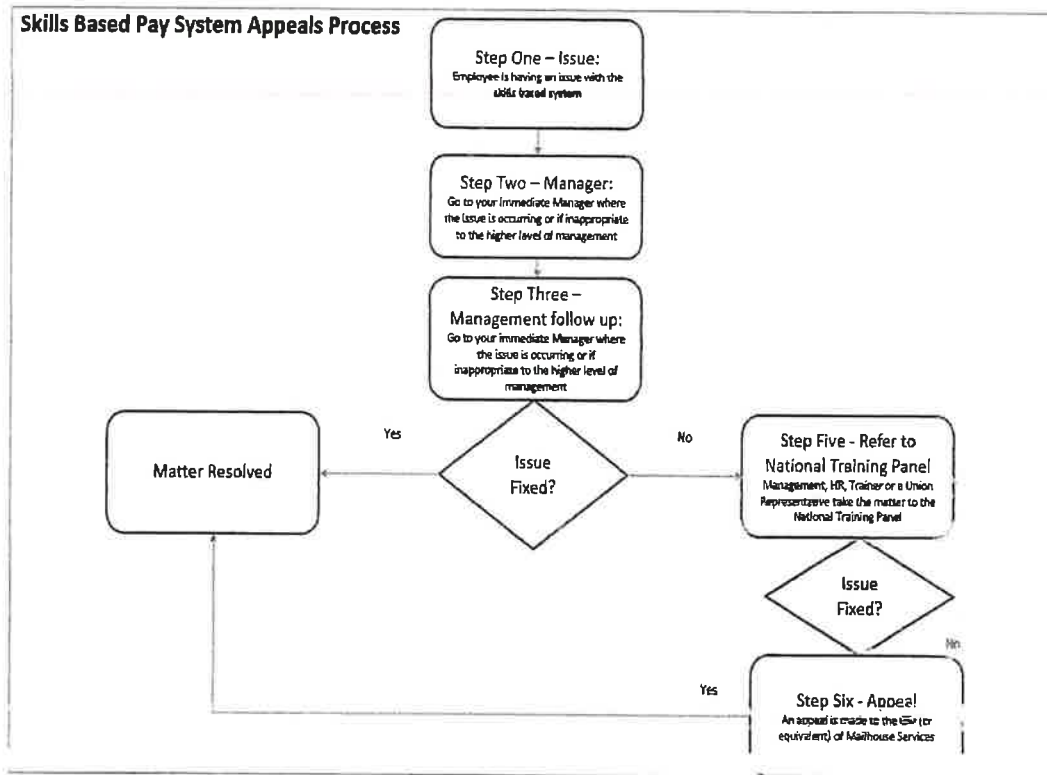 Skills Based Pay System Appeals Process
Step One – Issue:
Employee is having an issue with the
skills based system
Step Two – Manager:
Go to your immediate Manager where
the issue is occurring or if inappropriate
to the higher level of management
Step Three –
Management follow up:
Go to your immediate Manager where
the issue is occurring or if
inappropriate to the higher level of
management
Yes
No
Issue
Fixed?
Matter Resolved
Step Five - Refer to
National Training Panel
Management, HR, Trainer or a Union
Representative take the matter to the
National Training Panel
Issue
Fixed?
No
Yes
Step Six - Appeal
An appeal is made to the (or
equivalent) of Mailhouse Services